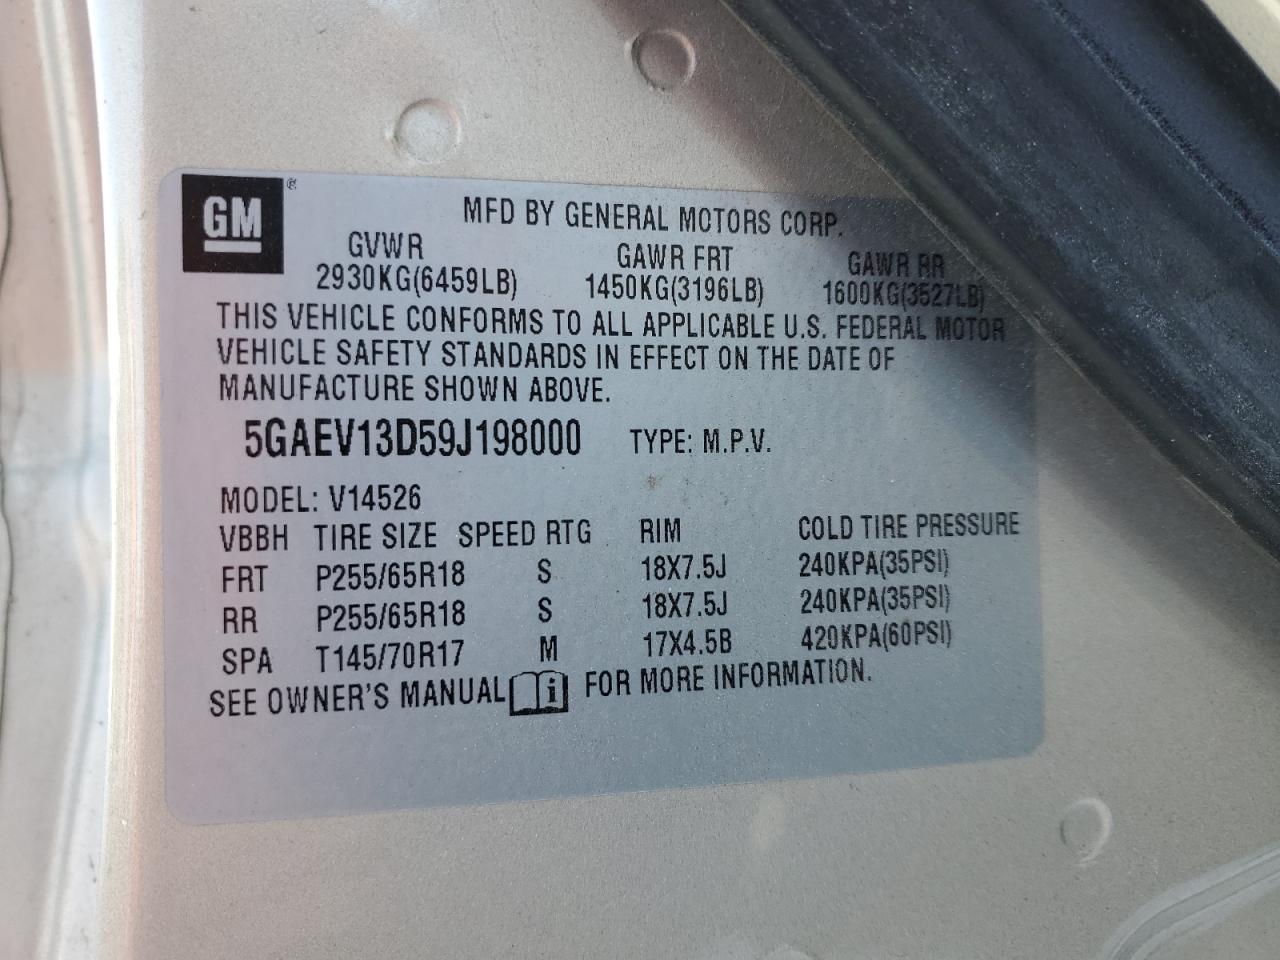 GM®
MFD BY GENERAL MOTORS CORP.
GVWR GAWR FRT GAWR RR
2930KG(6459LB) 1450KG(3196LB) 1600KG(3527LB)
THIS VEHICLE CONFORMS TO ALL APPLICABLE U.S. FEDERAL MOTOR
VEHICLE SAFETY STANDARDS IN EFFECT ON THE DATE OF
MANUFACTURE SHOWN ABOVE.
5GAEV13D59J198000 TYPE: M.P.V.
MODEL: V14526
VBBH TIRE SIZE SPEED RTG RIM COLD TIRE PRESSURE
FRT P255/65R18 S 18X7.5J 240KPA(35PSI)
RR P255/65R18 S 18X7.5J 240KPA(35PSI)
SPA T145/70R17 M 17X4.5B 420KPA(60PSI)
SEE OWNER'S MANUAL i FOR MORE INFORMATION.